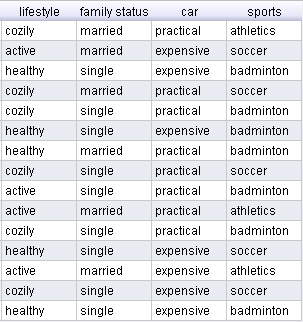 lifestyle family status car sports
cozily married practical athletics
active married expensive soccer
healthy single expensive badminton
cozily married practical soccer
cozily single practical badminton
healthy single expensive badminton
healthy married practical badminton
cozily single practical soccer
active single practical badminton
active married practical athletics
cozily single practical badminton
healthy single expensive soccer
active married expensive athletics
cozily single expensive soccer
healthy single expensive badminton